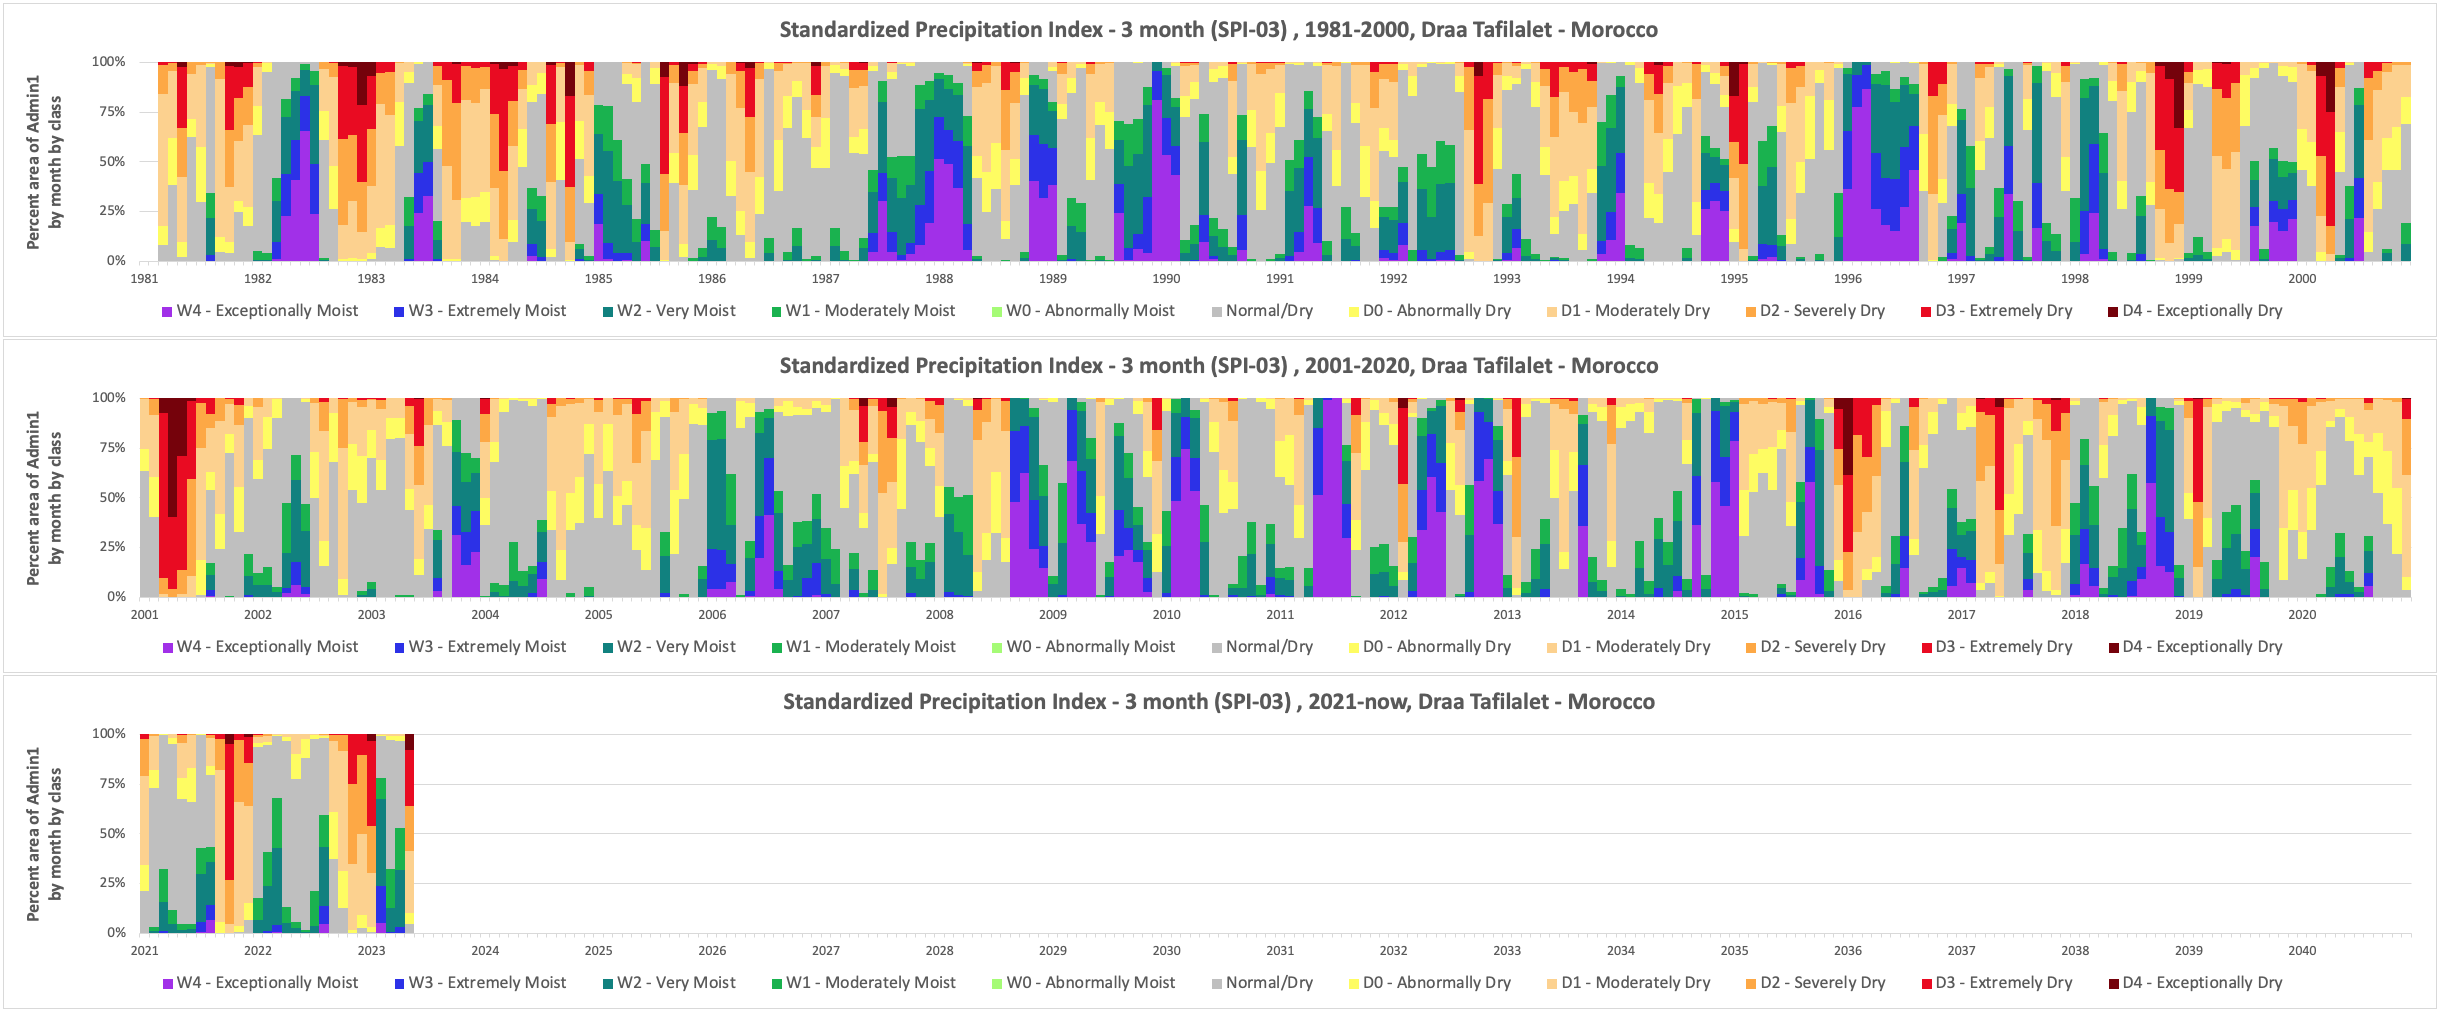 Standardized Precipitation Index - 3 month (SPI-03) , 1981-2000, Draa Tafilalet - Morocco
Percent area of Admin1
by month by class
100%
75%
50%
25%
0%
1981 1982 1983 1984 1985 1986 1987 1988 1989 1990 1991 1992 1993 1994 1995 1996 1997 1998 1999 2000
W4 - Exceptionally Moist W3 - Extremely Moist W2 - Very Moist W1 - Moderately Moist W0 - Abnormally Moist Normal/Dry D0 - Abnormally Dry D1 - Moderately Dry D2 - Severely Dry D3 - Extremely Dry D4 - Exceptionally Dry
Standardized Precipitation Index - 3 month (SPI-03) , 2001-2020, Draa Tafilalet - Morocco
Percent area of Admin1
by month by class
100%
75%
50%
25%
0%
2001 2002 2003 2004 2005 2006 2007 2008 2009 2010 2011 2012 2013 2014 2015 2016 2017 2018 2019 2020
W4 - Exceptionally Moist W3 - Extremely Moist W2 - Very Moist W1 - Moderately Moist W0 - Abnormally Moist Normal/Dry D0 - Abnormally Dry D1 - Moderately Dry D2 - Severely Dry D3 - Extremely Dry D4 - Exceptionally Dry
Standardized Precipitation Index - 3 month (SPI-03) , 2021-now, Draa Tafilalet - Morocco
Percent area of Admin1
by month by class
100%
75%
50%
25%
0%
2021 2022 2023 2024 2025 2026 2027 2028 2029 2030 2031 2032 2033 2034 2035 2036 2037 2038 2039 2040
W4 - Exceptionally Moist W3 - Extremely Moist W2 - Very Moist W1 - Moderately Moist W0 - Abnormally Moist Normal/Dry D0 - Abnormally Dry D1 - Moderately Dry D2 - Severely Dry D3 - Extremely Dry D4 - Exceptionally Dry